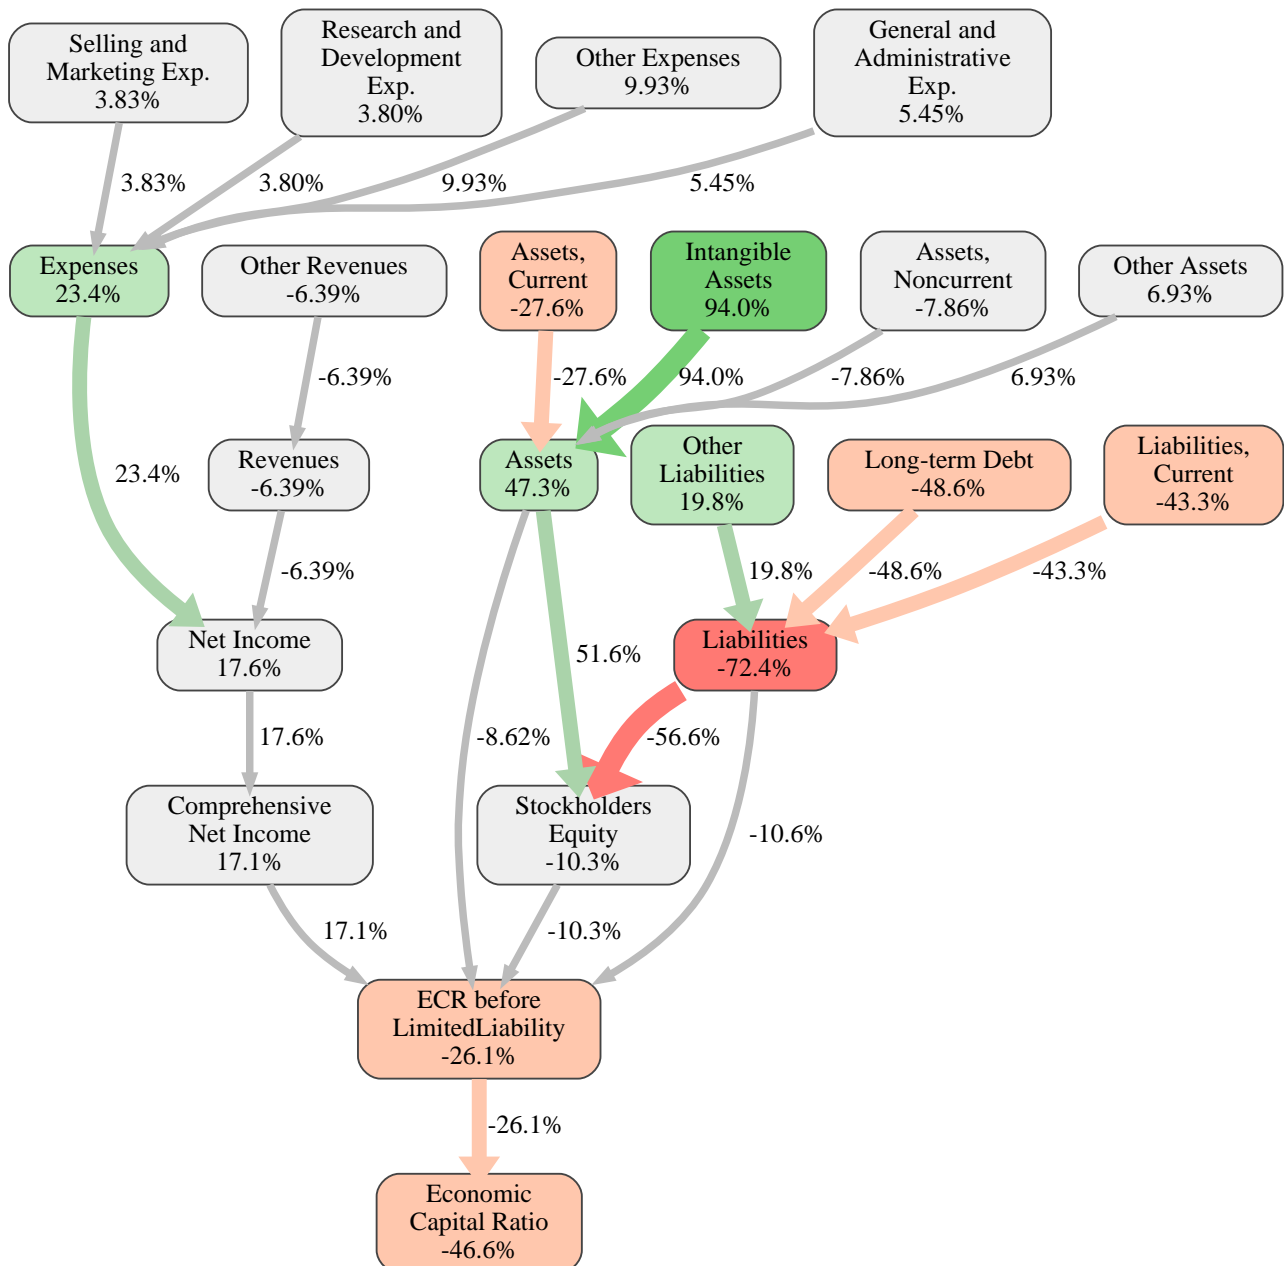 Selling and
Marketing Exp.
3.83%
Research and
Development
Exp.
3.80%
Other Expenses
9.93%
General and
Administrative
Exp.
5.45%
3.83%
3.80%
9.93%
5.45%
Expenses
23.4%
Other Revenues
-6.39%
Assets,
Current
-27.6%
Intangible
Assets
94.0%
Assets,
Noncurrent
-7.86%
Other Assets
6.93%
-6.39%
-27.6%
94.0%
-7.86%
6.93%
23.4%
Revenues
-6.39%
Assets
47.3%
Other
Liabilities
19.8%
Long-term Debt
-48.6%
Liabilities,
Current
-43.3%
-6.39%
19.8%
-48.6%
-43.3%
Net Income
17.6%
51.6%
Liabilities
-72.4%
17.6%
-8.62%
-56.6%
Comprehensive
Net Income
17.1%
Stockholders
Equity
-10.3%
-10.6%
17.1%
-10.3%
ECR before
LimitedLiability
-26.1%
-26.1%
Economic
Capital Ratio
-46.6%